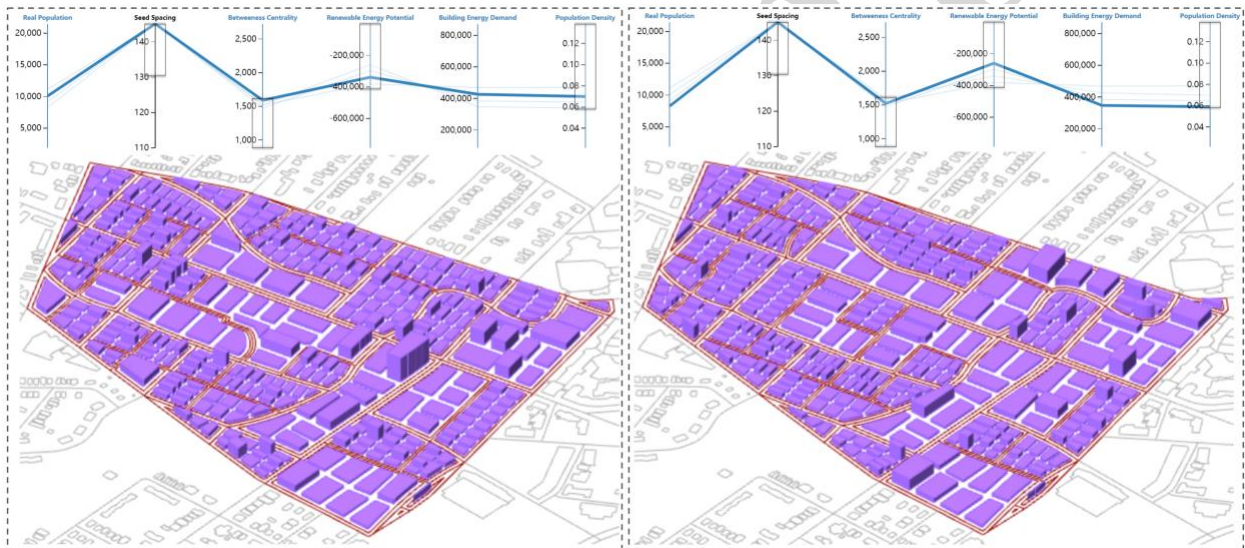 Real Population Seed Spacing Betweeness Centrality Renewable Energy Potential Building Energy Demand Population Density
20,000 140 2,500 -200,000 800,000 0.12
15,000 130 2,000 -400,000 600,000 0.10
10,000 120 1,500 -600,000 400,000 0.08
5,000 110 1,000 200,000 0.06
0.04
Real Population Seed Spacing Betweeness Centrality Renewable Energy Potential Building Energy Demand Population Density
20,000 140 2,500 -200,000 800,000 0.12
15,000 130 2,000 -400,000 600,000 0.10
10,000 120 1,500 -600,000 400,000 0.08
5,000 110 1,000 200,000 0.06
0.04